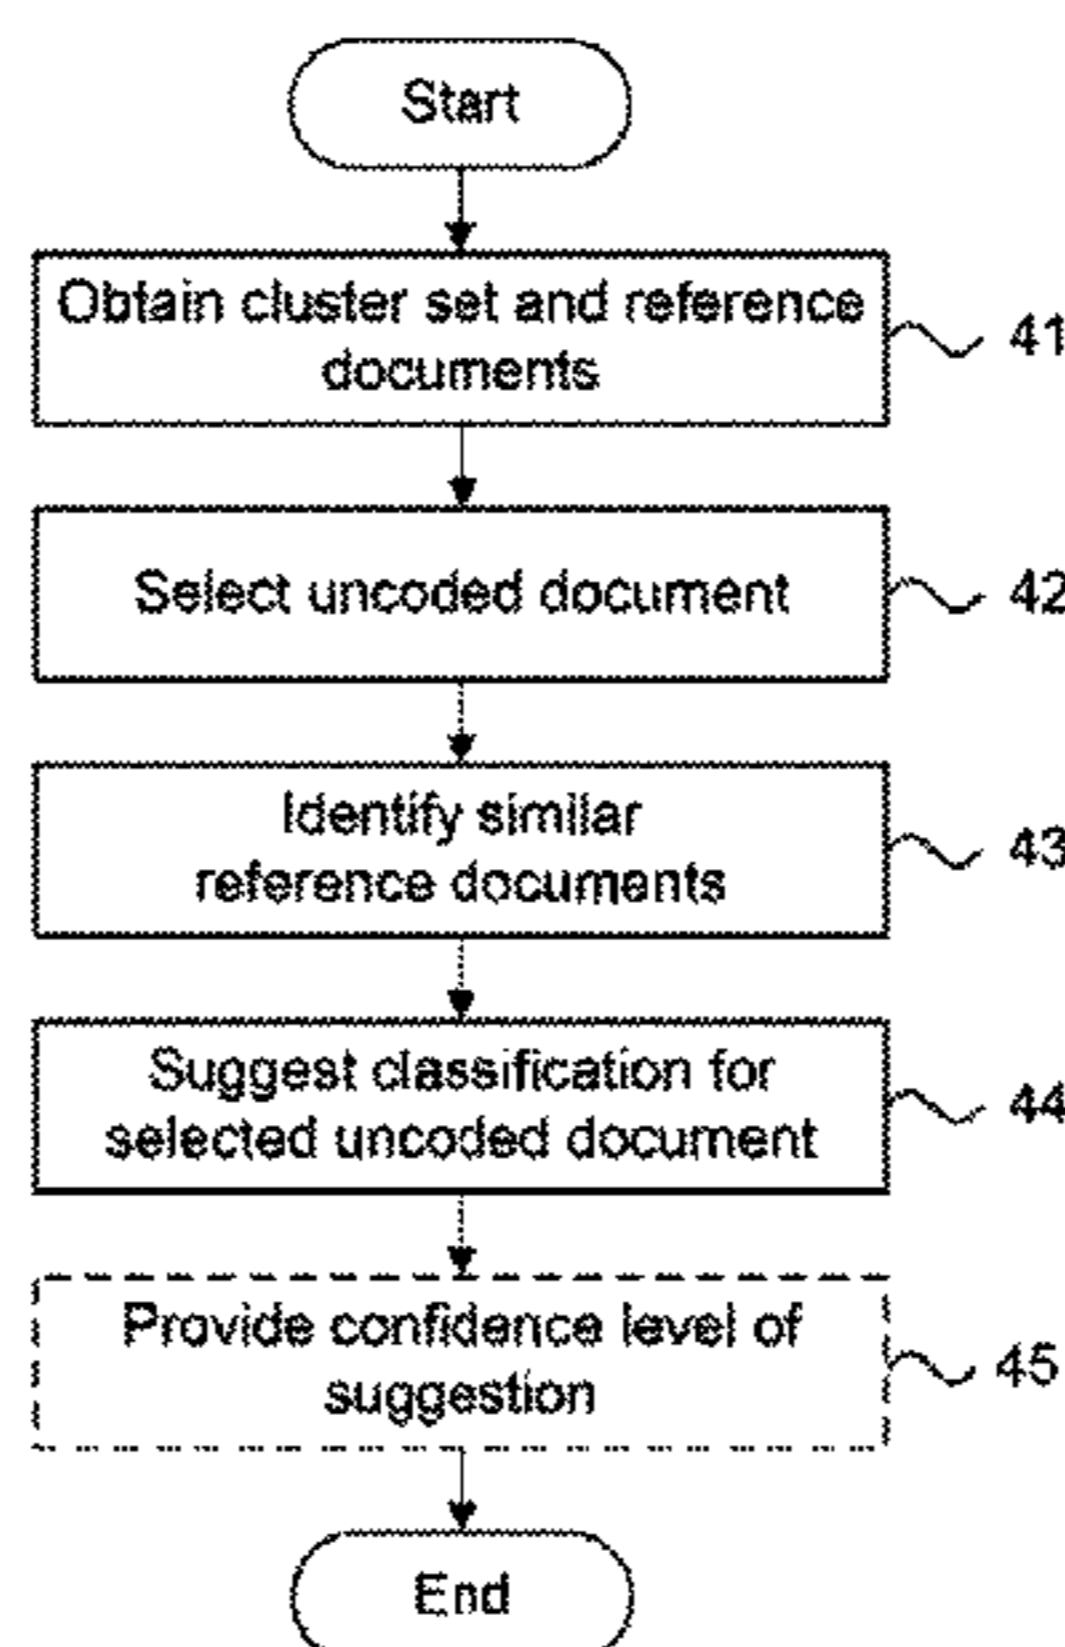 Start
Obtain cluster set and reference
documents
41
Select uncoded document
42
Identify similar
reference documents
43
Suggest classification for
selected uncoded document
44
Provide confidence level of
suggestion
45
End